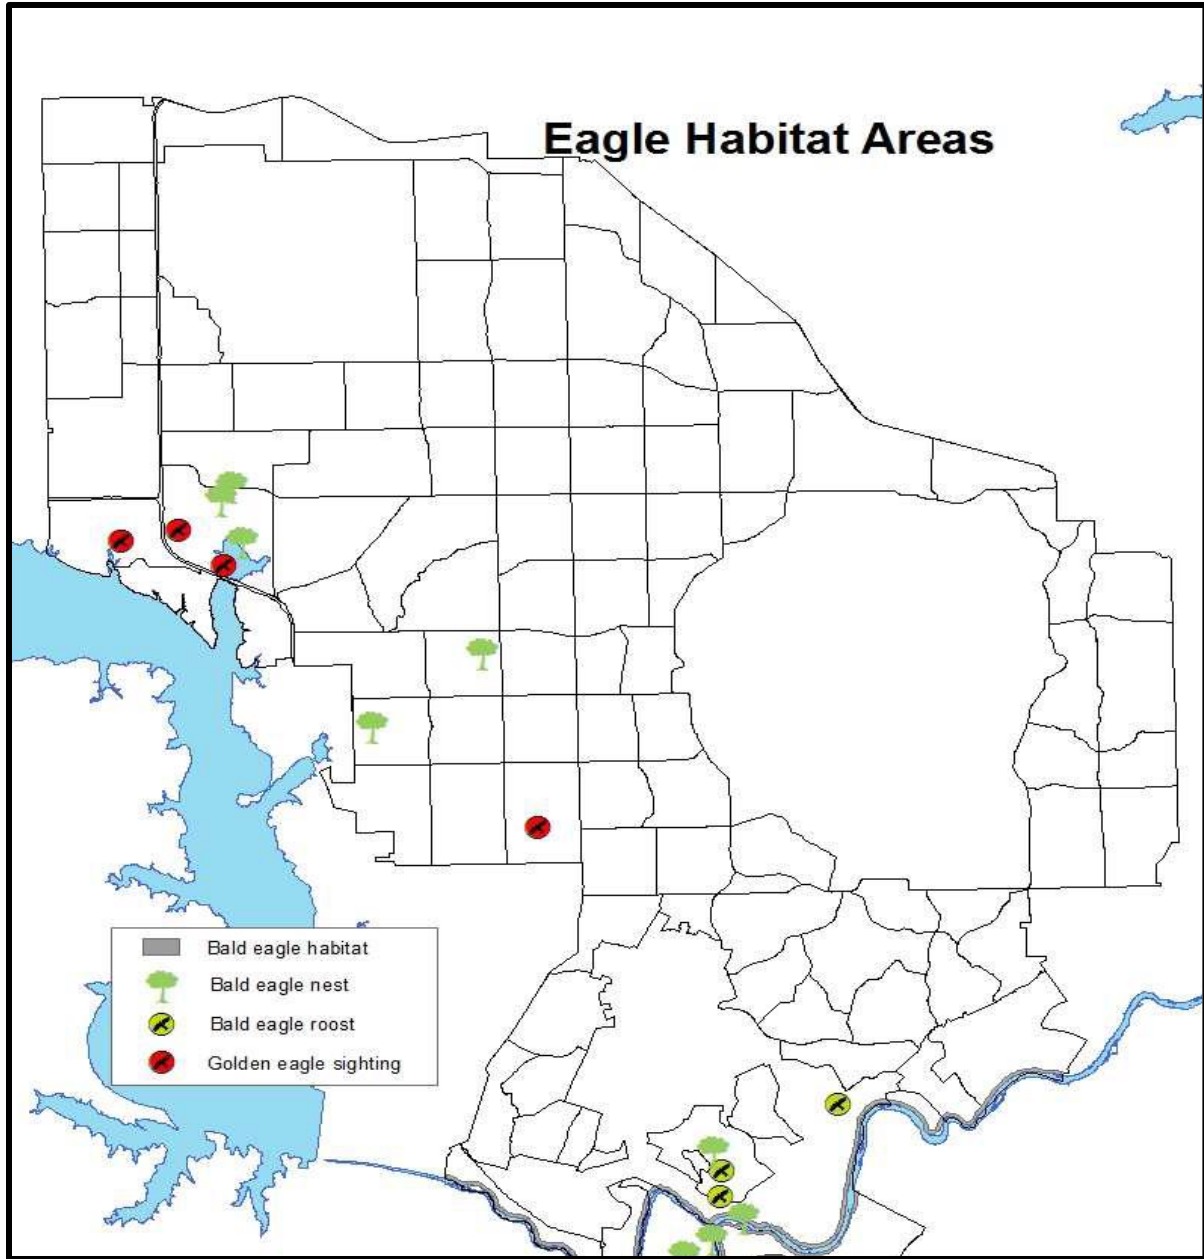 Eagle Habitat Areas
Bald eagle habitat
Bald eagle nest
Bald eagle roost
Golden eagle sighting